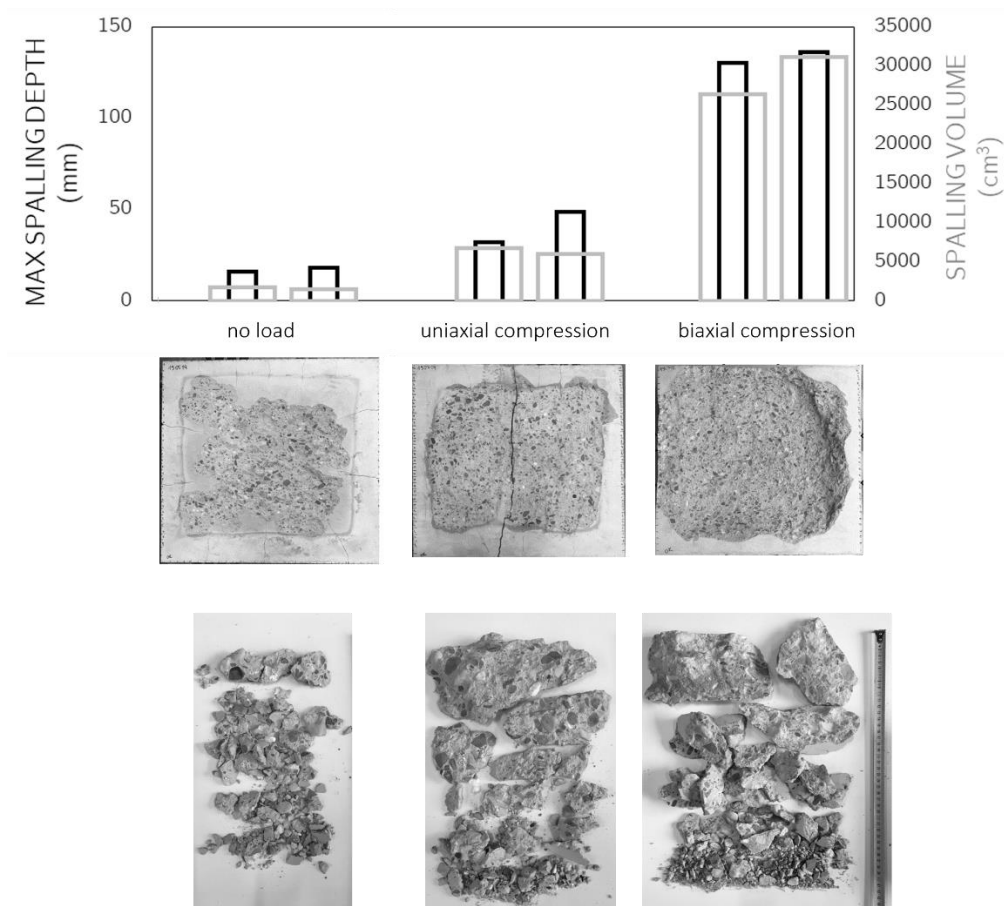 MAX SPALLING DEPTH
(mm)
150
100
50
0
35000
30000
25000
20000
15000
10000
5000
0
SPALLING VOLUME
(cm³)
no load
uniaxial compression
biaxial compression